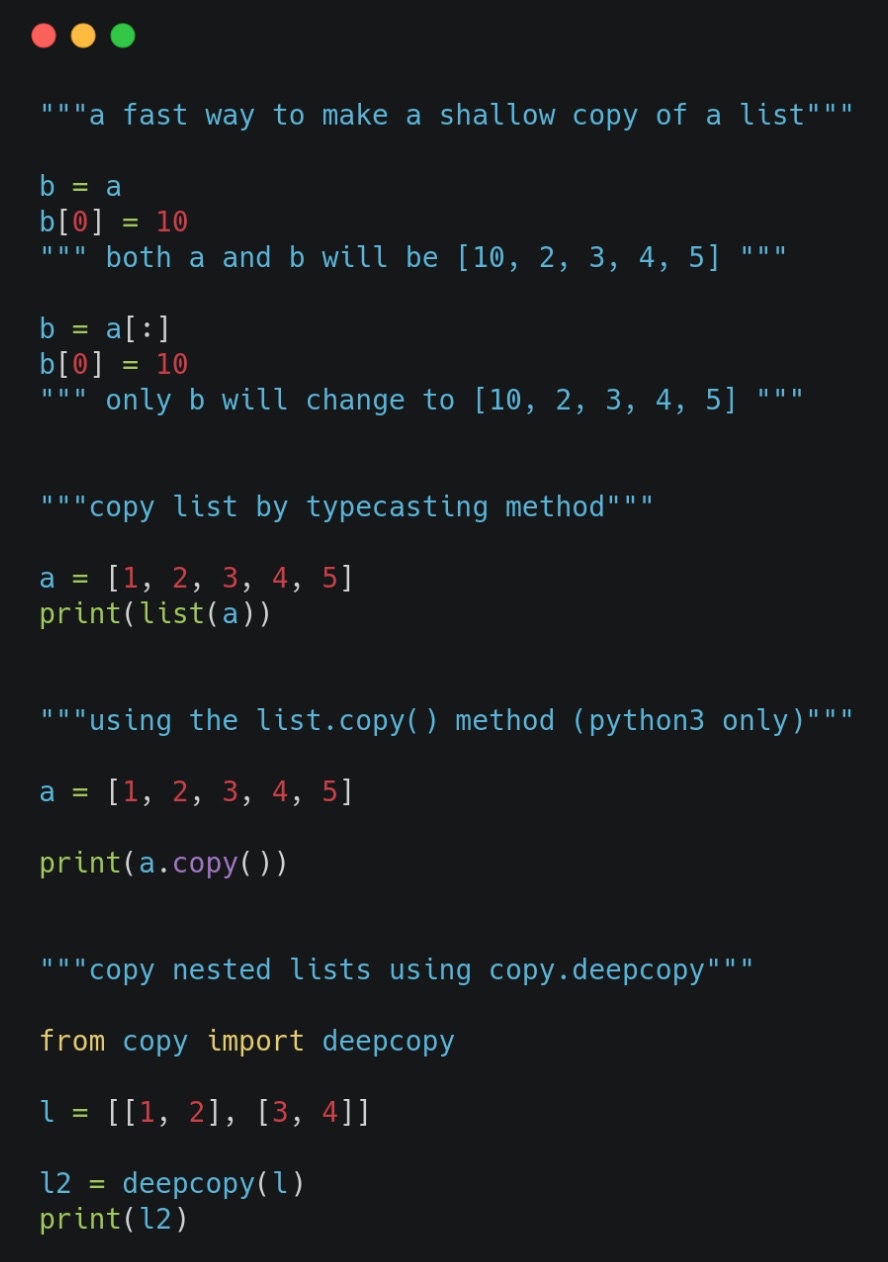 """a fast way to make a shallow copy of a list"""
b = a
b[0] = 10
""" both a and b will be [10, 2, 3, 4, 5] """
b = a[:]
b[0] = 10
""" only b will change to [10, 2, 3, 4, 5] """
"""copy list by typecasting method"""
a = [1, 2, 3, 4, 5]
print(list(a))
"""using the list.copy() method (python3 only)"""
a = [1, 2, 3, 4, 5]
print(a.copy())
"""copy nested lists using copy.deepcopy"""
from copy import deepcopy
l = [[1, 2], [3, 4]]
l2 = deepcopy(l)
print(l2)